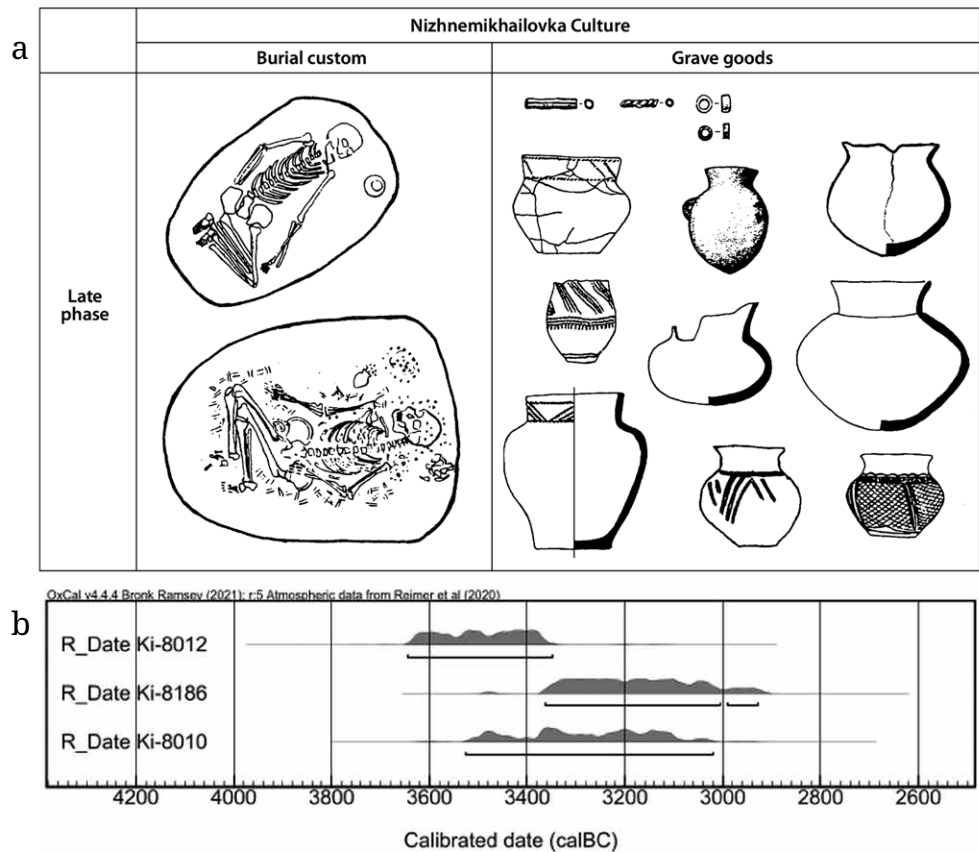 a
Nizhnemikhailovka Culture
Burial custom
Grave goods
Late
phase
b
OxCal v4.4.4 Bronk Ramsey (2021); r:5 Atmospheric data from Reimer et al (2020)
R_Date Ki-8012
R_Date Ki-8186
R_Date Ki-8010
4200 4000 3800 3600 3400 3200 3000 2800 2600
Calibrated date (calBC)